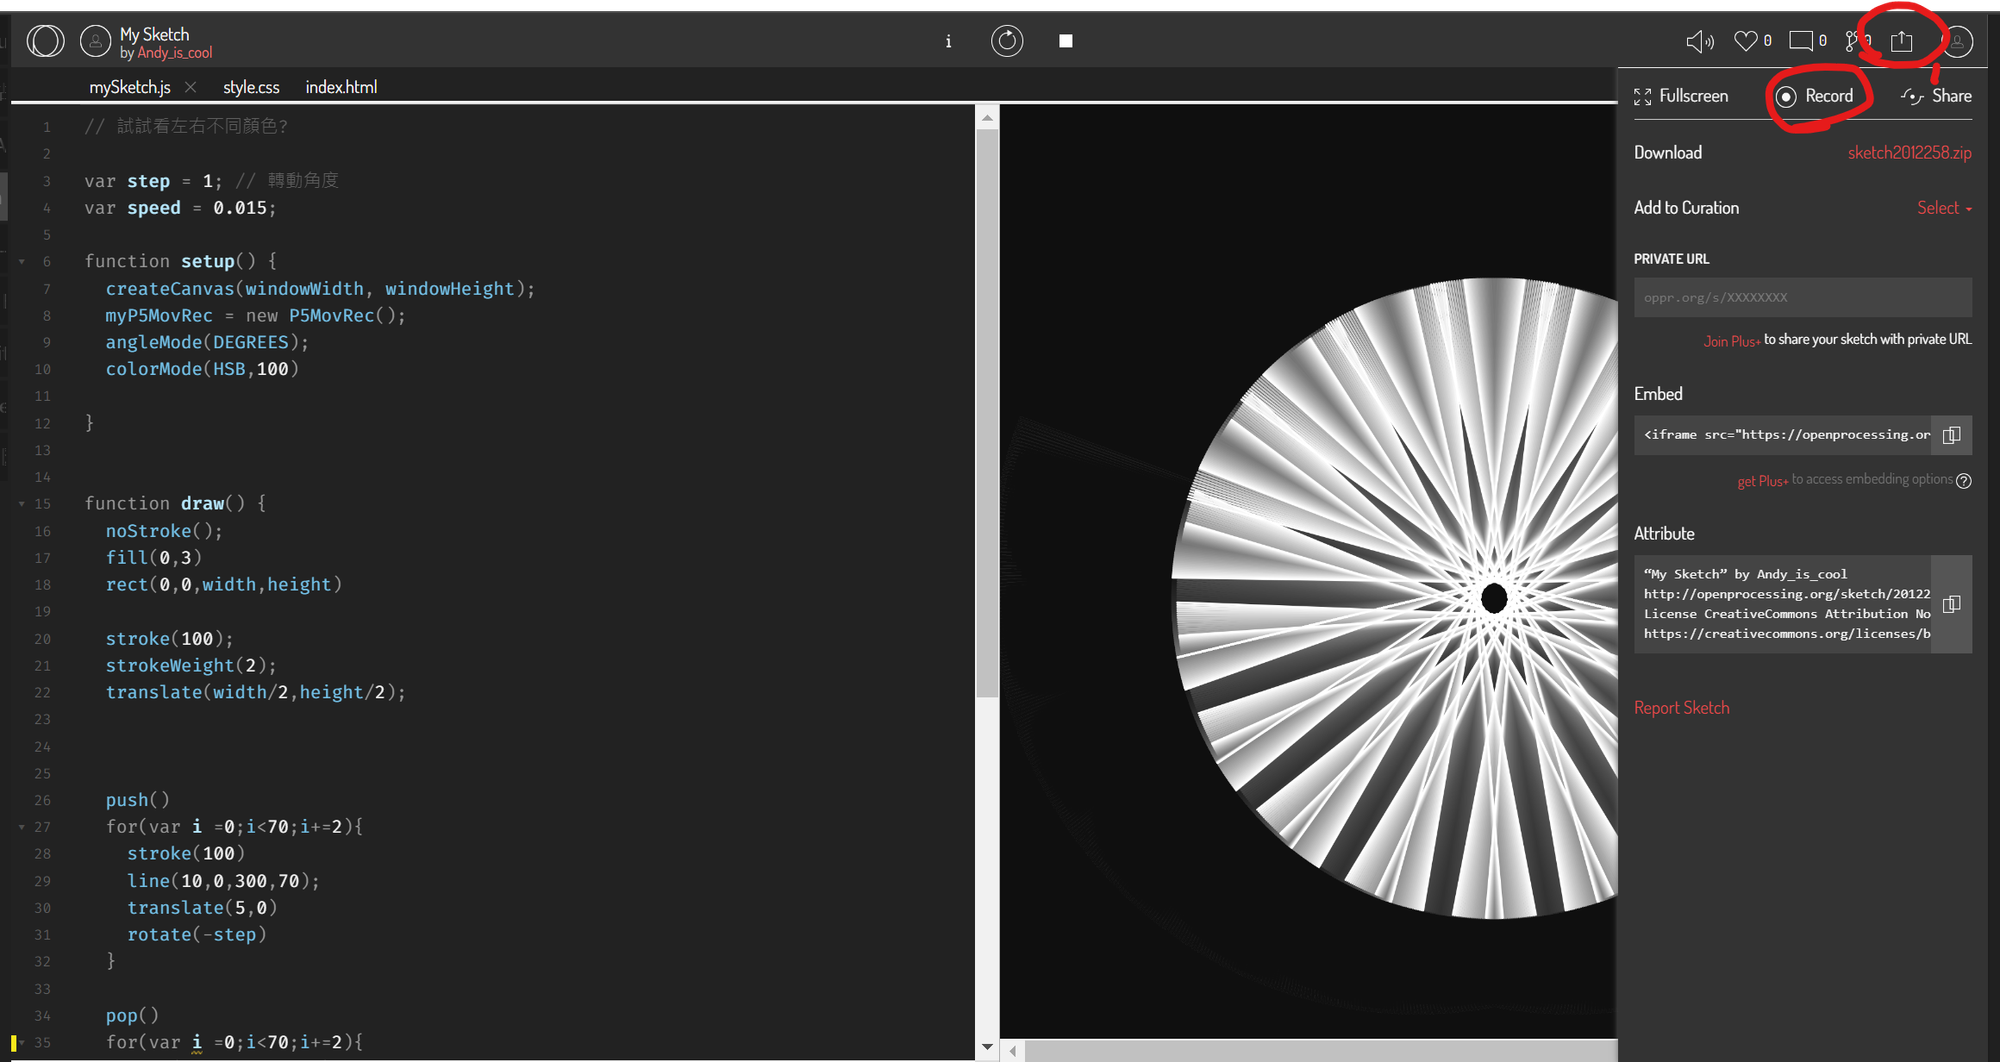 My Sketch
by Andy_is_cool
i
0
0
0
mySketch.js
style.css
index.html
Fullscreen
Record
Share
Download
sketch2012258.zip
Add to Curation
Select
PRIVATE URL
oppr.org/s/XXXXXXXX
Join Plus+ to share your sketch with private URL
Embed
<iframe src="https://openprocessing.or
get Plus+ to access embedding options ?
Attribute
“My Sketch” by Andy_is_cool
http://openprocessing.org/sketch/20122
License CreativeCommons Attribution No
https://creativecommons.org/licenses/b
Report Sketch
1 // 試試看左右不同顏色?
2
3 var step = 1; // 轉動角度
4 var speed = 0.015;
5
6 function setup() {
7 createCanvas(windowWidth, windowHeight);
8 myP5MovRec = new P5MovRec();
9 angleMode(DEGREES);
10 colorMode(HSB,100)
11
12 }
13
14
15 function draw() {
16 noStroke();
17 fill(0,3)
18 rect(0,0,width,height)
19
20 stroke(100);
21 strokeWeight(2);
22 translate(width/2,height/2);
23
24
25
26 push()
27 for(var i =0;i<70;i+=2){
28 stroke(100)
29 line(10,0,300,70);
30 translate(5,0)
31 rotate(-step)
32 }
33
34 pop()
35 for(var i =0;i<70;i+=2){